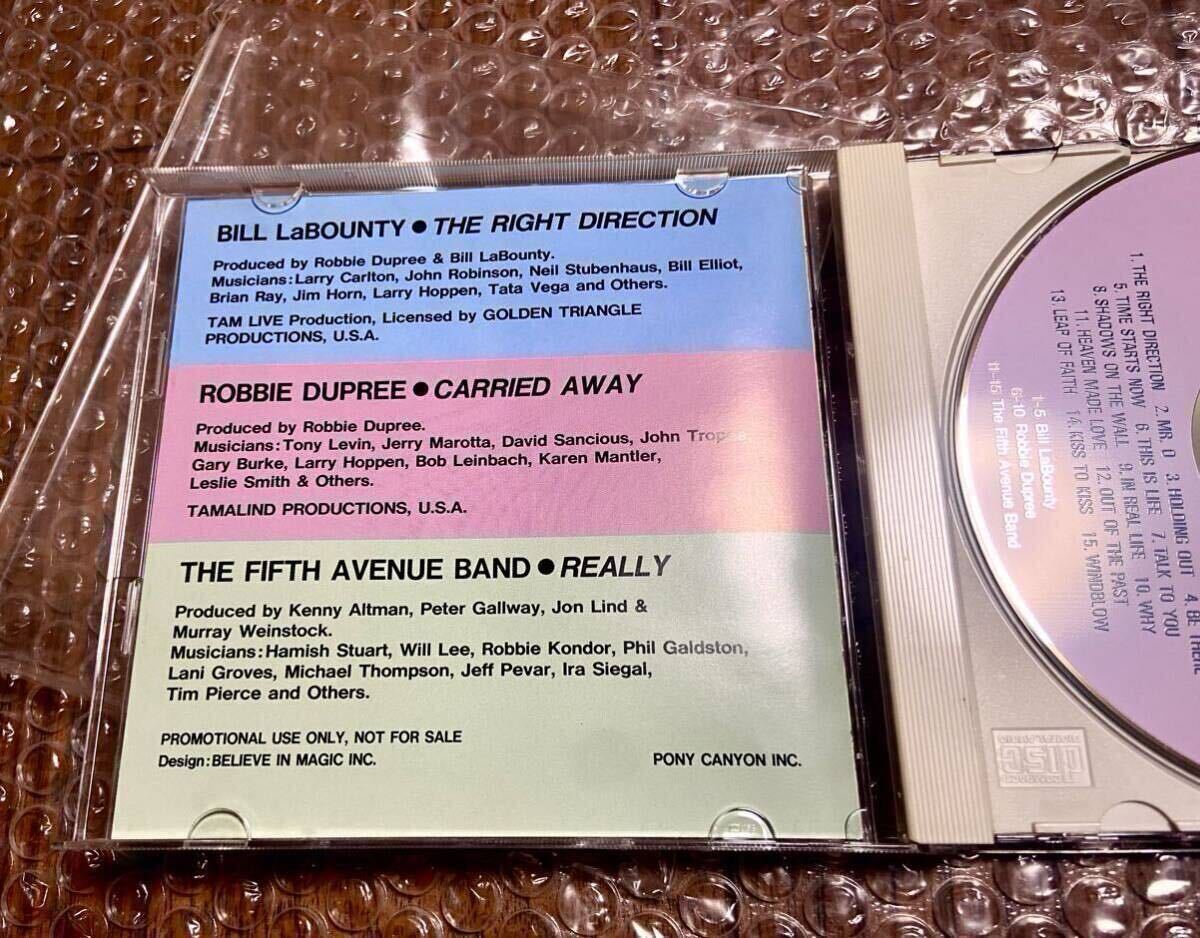 BILL LaBOUNTY ● THE RIGHT DIRECTION
Produced by Robbie Dupree & Bill LaBounty.
Musicians: Larry Carlton, John Robinson, Neil Stubenhaus, Bill Elliot,
Brian Ray, Jim Horn, Larry Hoppen, Tata Vega and Others.
TAM LIVE Production, Licensed by GOLDEN TRIANGLE
PRODUCTIONS, U.S.A.
ROBBIE DUPREE ● CARRIED AWAY
Produced by Robbie Dupree.
Musicians: Tony Levin, Jerry Marotta, David Sancious, John
Gary Burke, Larry Hoppen, Bob Leinbach, Karen Mantler,
Leslie Smith & Others.
TAMALIND PRODUCTIONS, U.S.A.
THE FIFTH AVENUE BAND ● REALLY
Produced by Kenny Altman, Peter Gallway, Jon Lind &
Murray Weinstock.
Musicians: Hamish Stuart, Will Lee, Robbie Kondor, Phil Galdston,
Lani Groves, Michael Thompson, Jeff Pevar, Ira Siegal,
Tim Pierce and Others.
PROMOTIONAL USE ONLY, NOT FOR SALE
Design: BELIEVE IN MAGIC INC.
PONY CANYON INC.
1. THE RIGHT DIRECTION 2. MR. O 3. HOLDING OUT 4. BE THERE
5. TIME STARTS NOW 6. THIS IS LIFE 7. TALK TO YOU
8. SHADOWS ON THE WALL 9. IN REAL LIFE 10. WHY
11. HEAVEN MADE LOVE 12. OUT OF THE PAST
13. LEAP OF FAITH 14. KISS TO KISS 15. WINDBLOW
1-5 Bill LaBounty
6-10 Robbie Dupree
11-15 The Fifth Avenue Band
disc